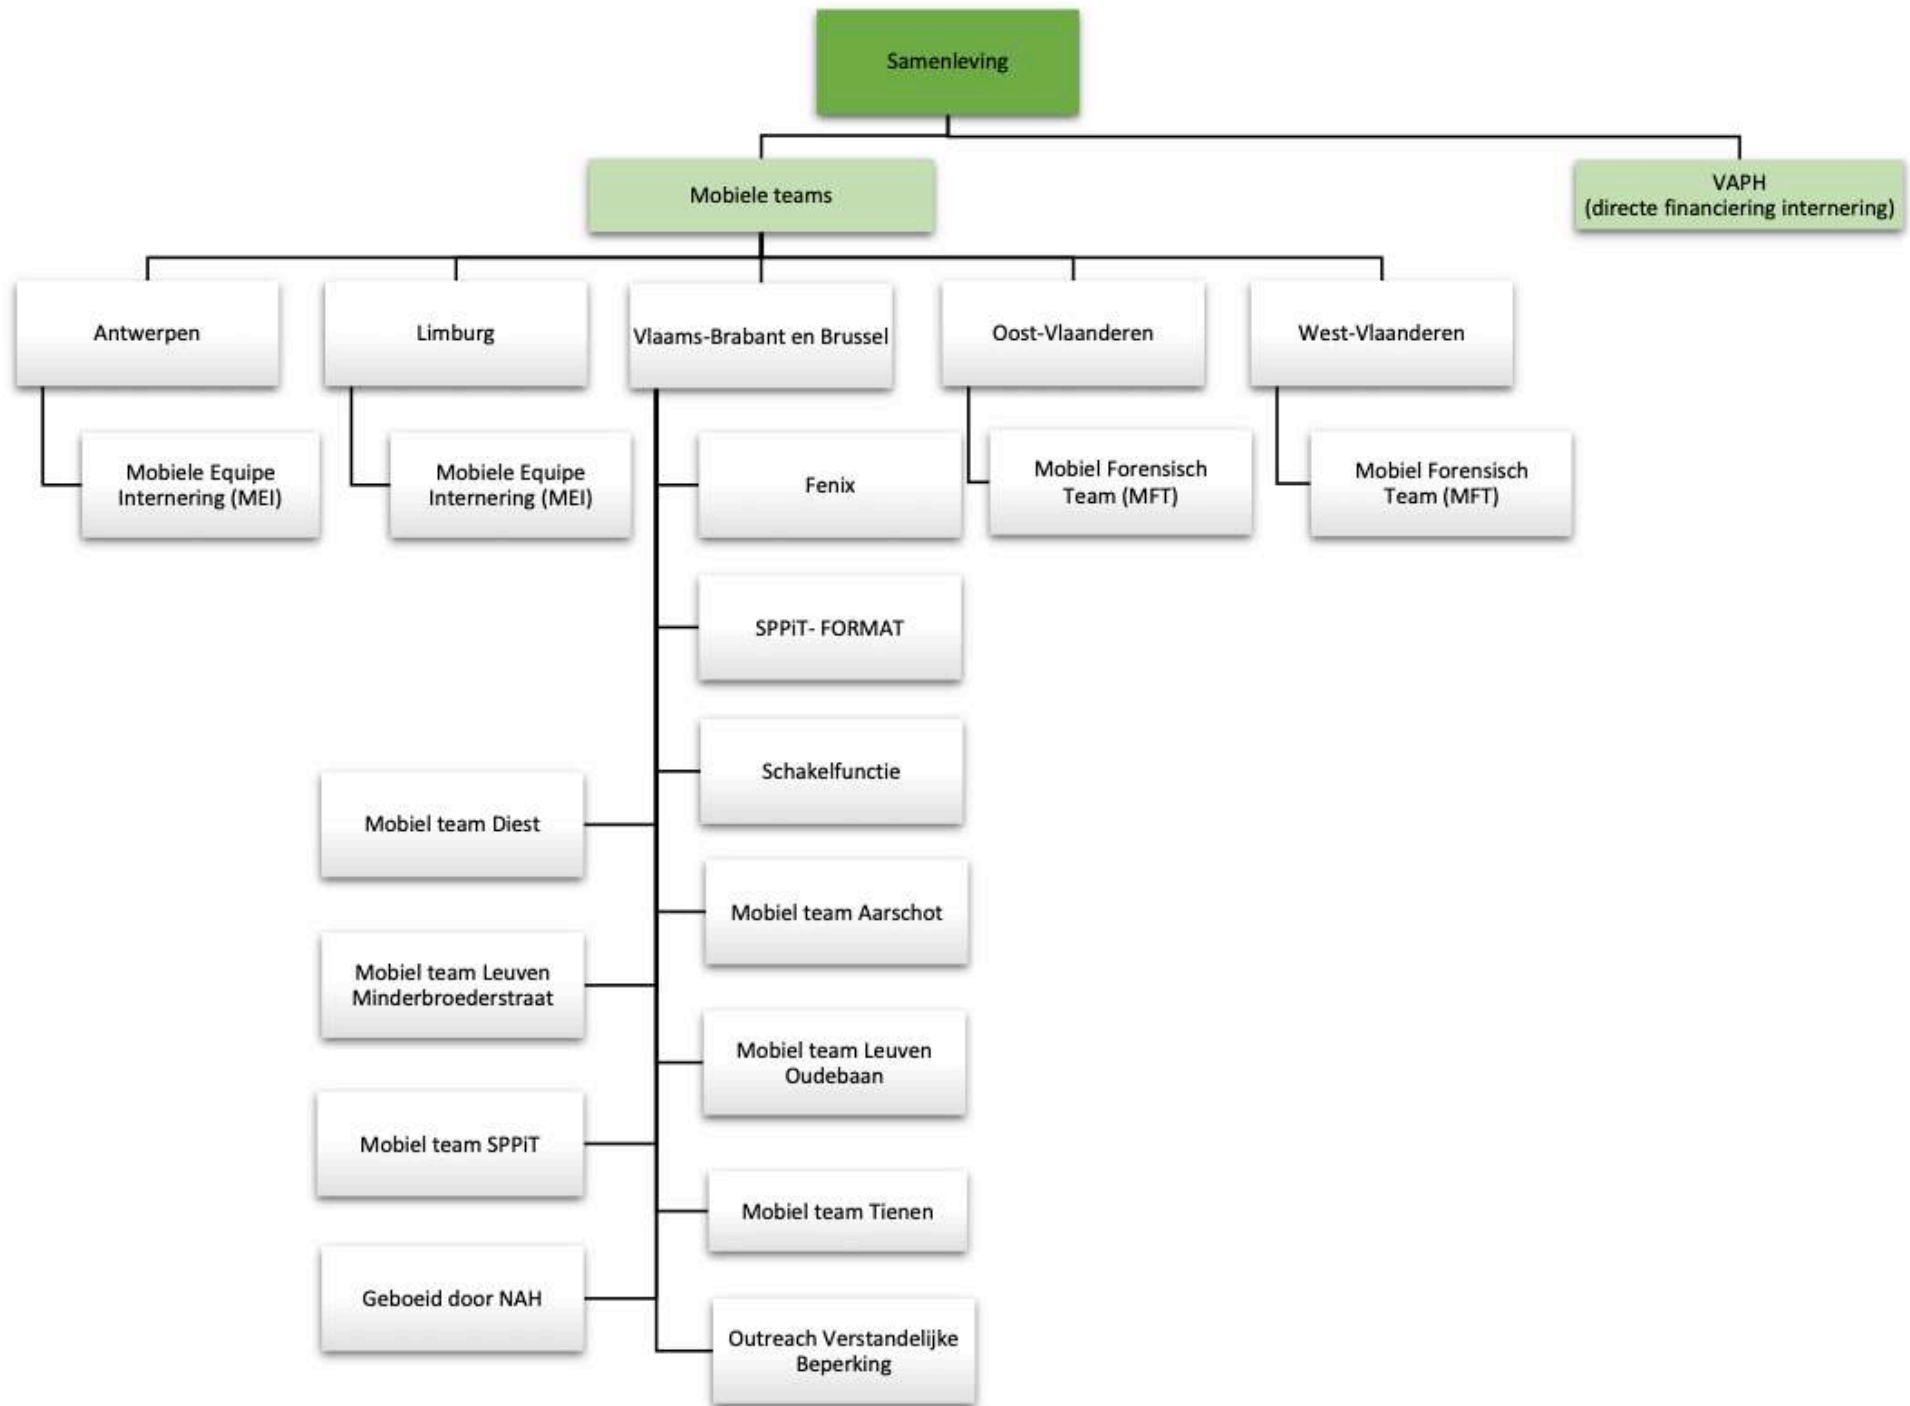 Samenleving
Mobiele teams
VAPH
(directe financiering internering)
Antwerpen
Limburg
Vlaams-Brabant en Brussel
Oost-Vlaanderen
West-Vlaanderen
Mobiele Equipe
Internering (MEI)
Mobiele Equipe
Internering (MEI)
Fenix
Mobiel Forensisch
Team (MFT)
Mobiel Forensisch
Team (MFT)
SPPiT- FORMAT
Schakelfunctie
Mobiel team Diest
Mobiel team Aarschot
Mobiel team Leuven
Minderbroederstraat
Mobiel team Leuven
Oudebaan
Mobiel team SPPiT
Mobiel team Tienen
Geboeid door NAH
Outreach Verstandelijke
Beperking